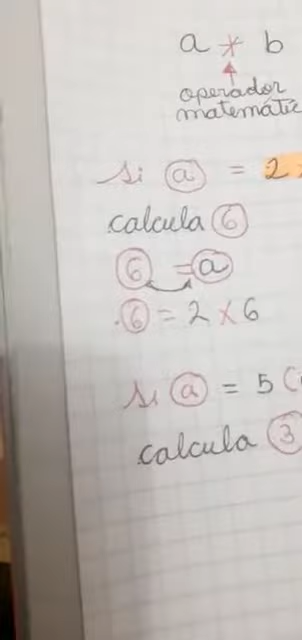 a * b
operador
matemátic
Si a = 2
calcula 6
6 = a
6 = 2 x 6
Si a = 5 (
calcula 3